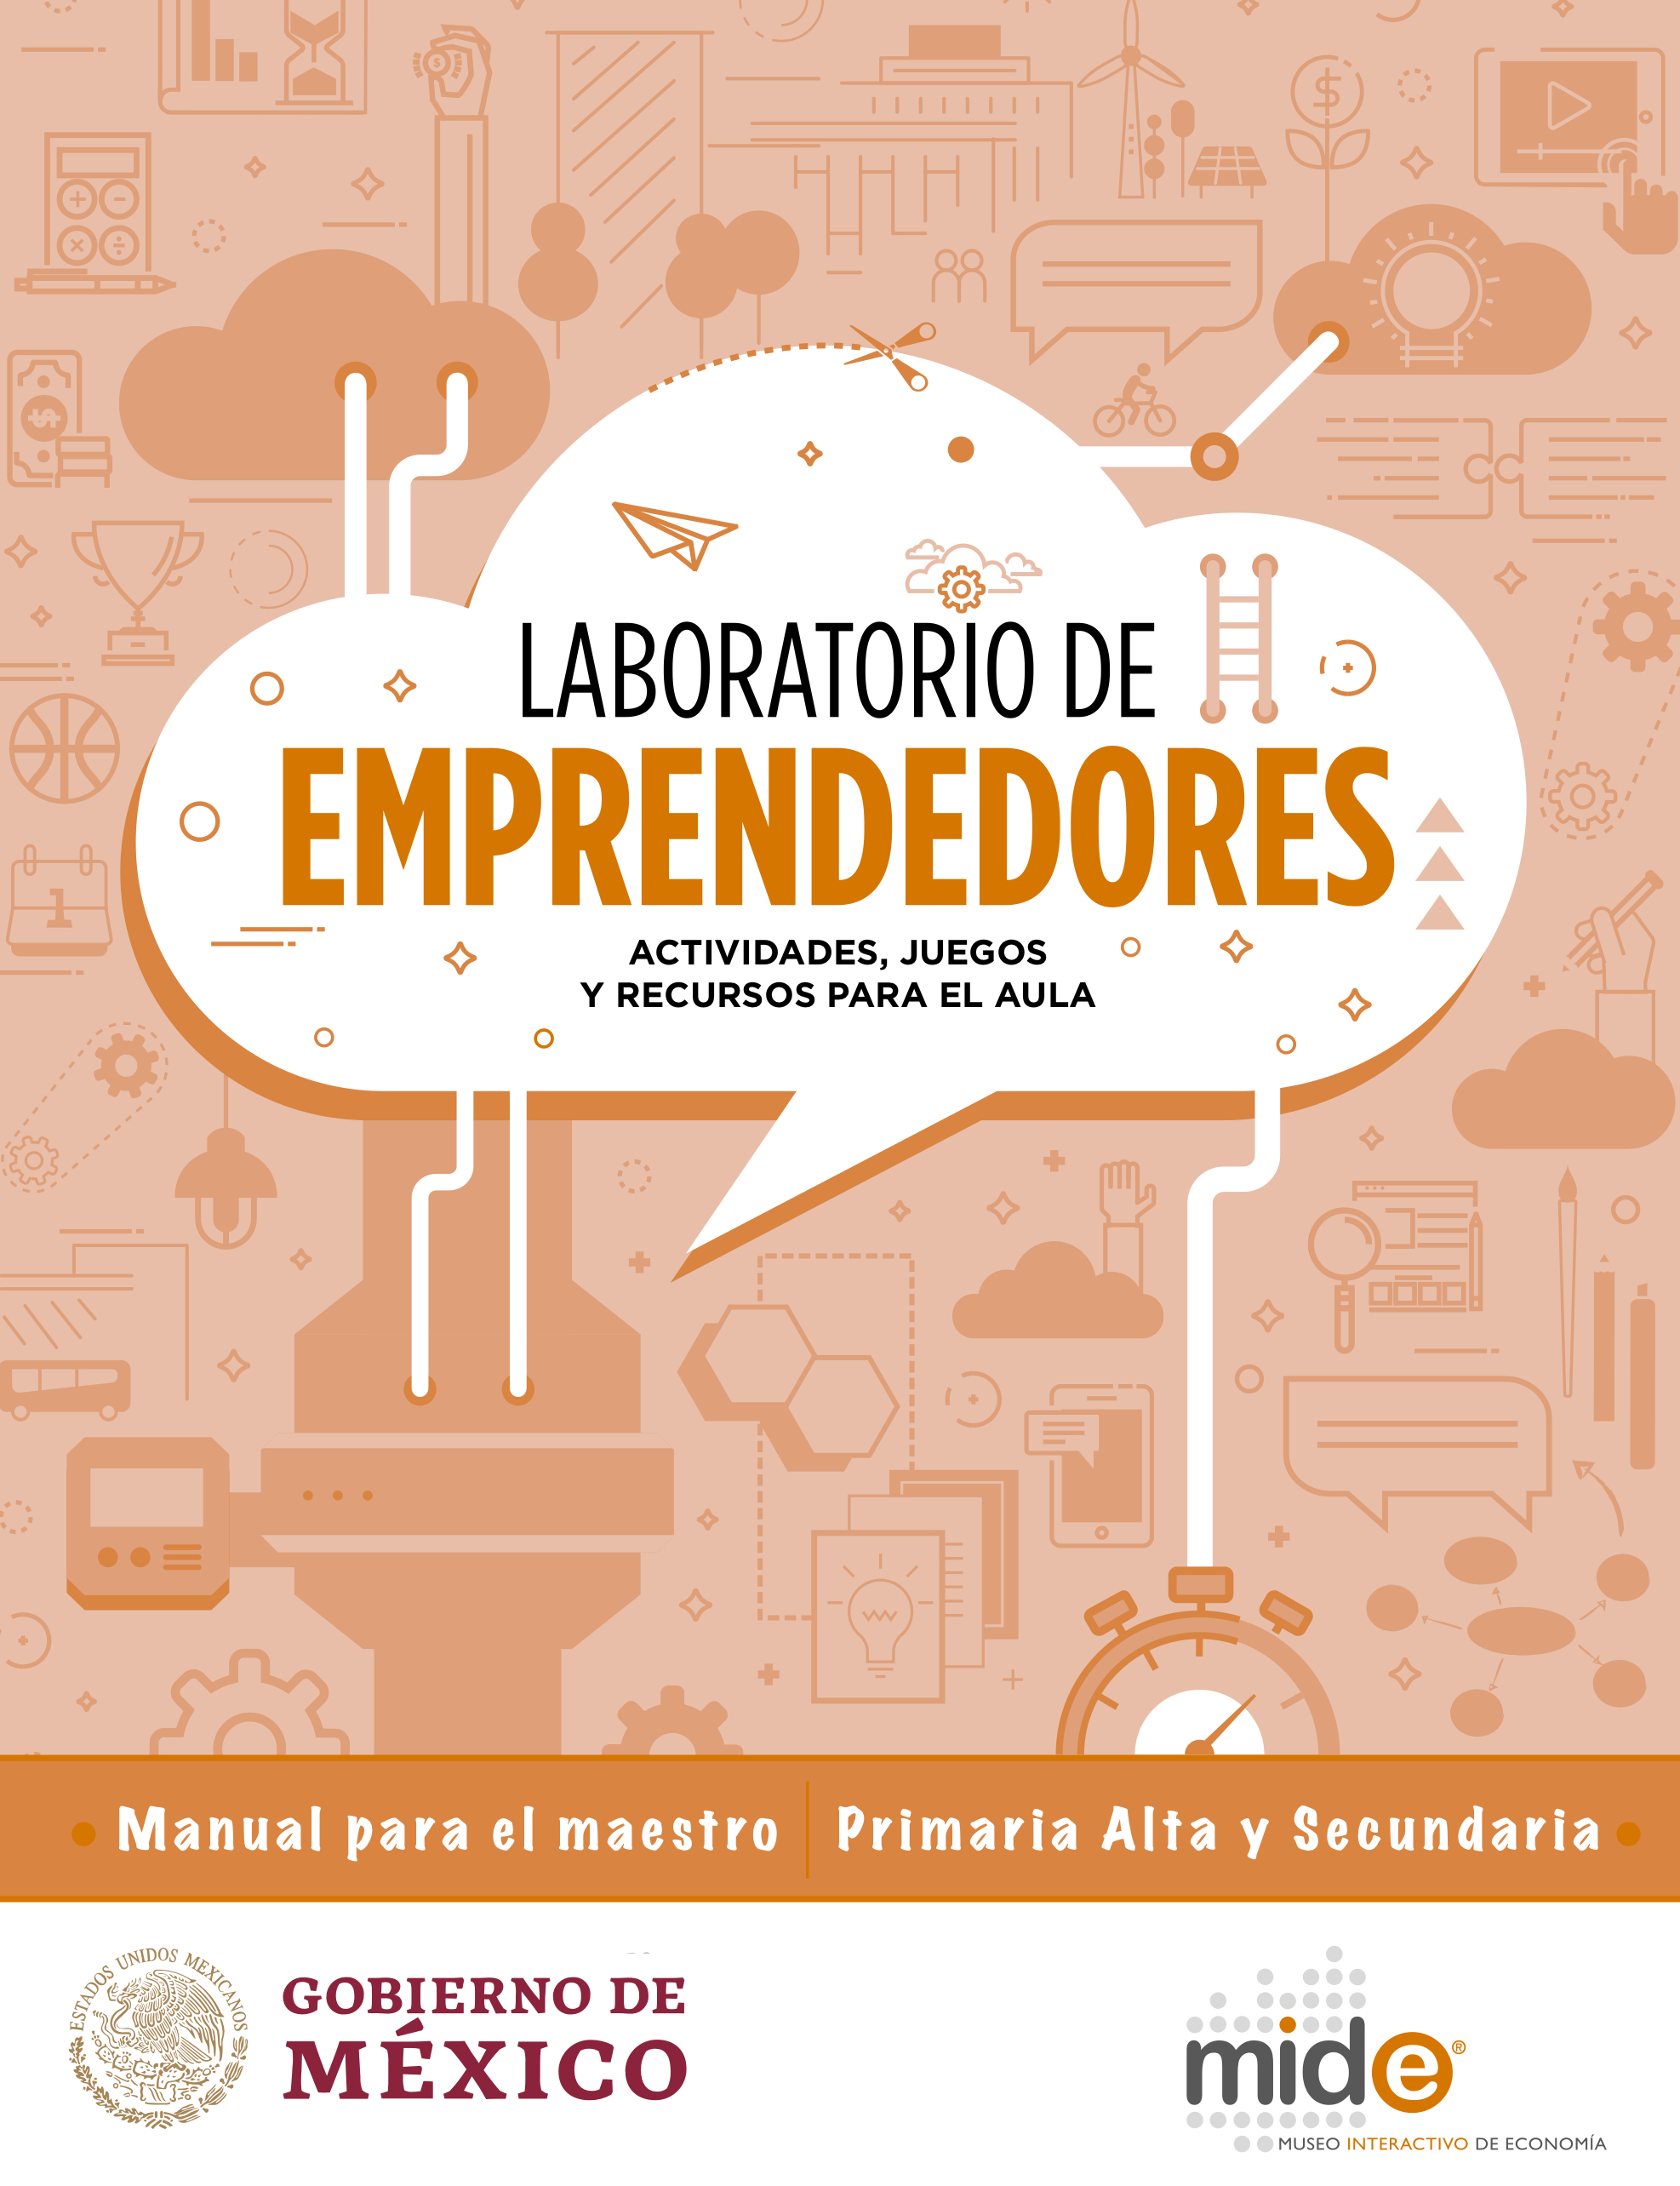 LABORATORIO DE
EMPRENDEDORES
ACTIVIDADES, JUEGOS
Y RECURSOS PARA EL AULA
1
Manual para el maestro
Primaria Alta y Secundaria
ESTADOS UNIDOS MEXICANOS
GOBIERNO DE
MÉXICO
mide®
MUSEO INTERACTIVO DE ECONOMÍA